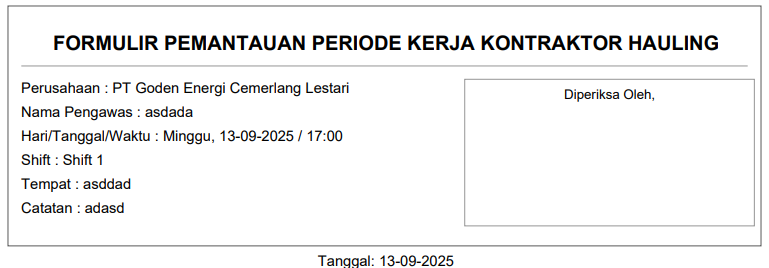 FORMULIR PEMANTAUAN PERIODE KERJA KONTRAKTOR HAULING
Perusahaan : PT Goden Energi Cemerlang Lestari
Nama Pengawas : asdada
Hari/Tanggal/Waktu : Minggu, 13-09-2025 / 17:00
Shift : Shift 1
Tempat : asddad
Catatan : adasd
Diperiksa Oleh,
Tanggal: 13-09-2025